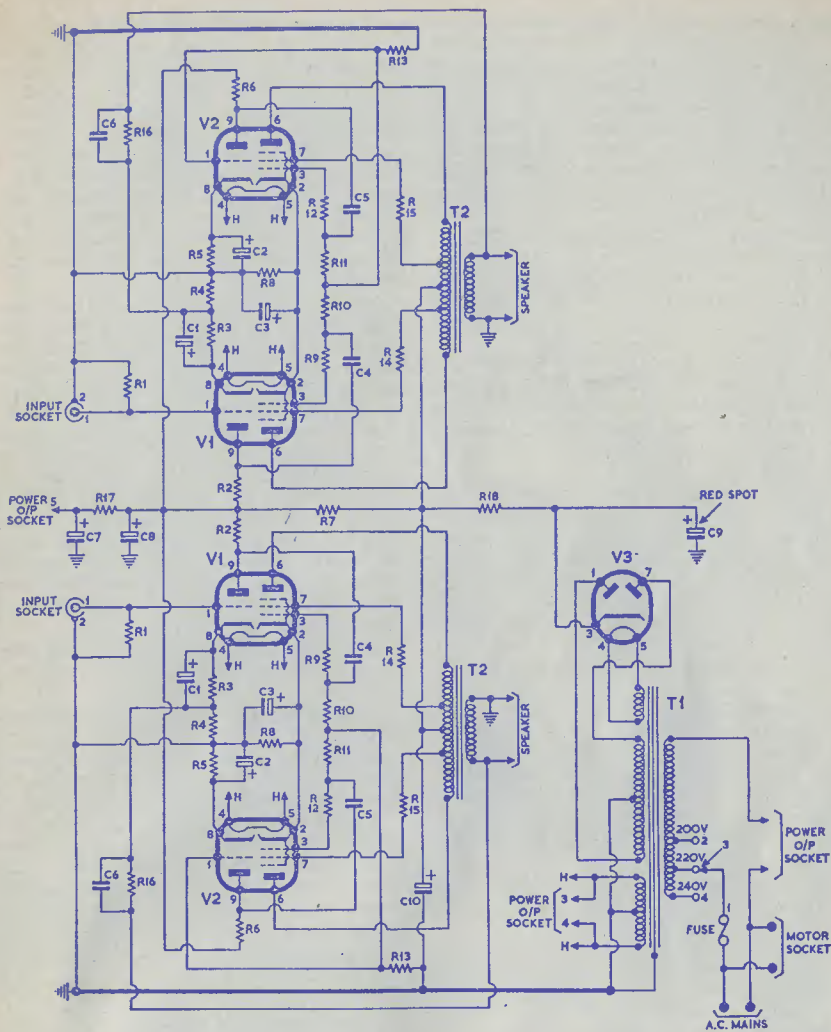 R13
R6
C6
R16
V2
9
6
1
7
3
8
2
4
5
H
H
R
12
C5
R
15
T2
C2
+
R5
R8
R11
SPEAKER
R4
R10
C1
+
R3
C3
+
H
H
R9
C4
R
14
R1
4
5
8
2
3
1
7
INPUT
SOCKET
2
1
V1
9
6
R2
POWER
O/P
SOCKET
5
R17
R7
R18
RED SPOT
+
C7
+
C8
+
C9
R2
V3
1
7
3
4
5
V1
9
6
INPUT
SOCKET
1
2
R1
1
7
3
8
2
4
5
H
H
C4
R9
R
14
T2
T1
C1
+
R3
C3
+
R10
R4
R8
SPEAKER
R5
C2
+
R11
H
H
R
12
C5
R
15
4
5
8
2
3
1
7
200V
2
220V
3
240V
4
POWER
O/P
SOCKET
C6
R16
V2
9
6
C10
+
H
POWER
O/P
SOCKET
3
4
H
FUSE
1
MOTOR
SOCKET
R6
R13
A.C. MAINS